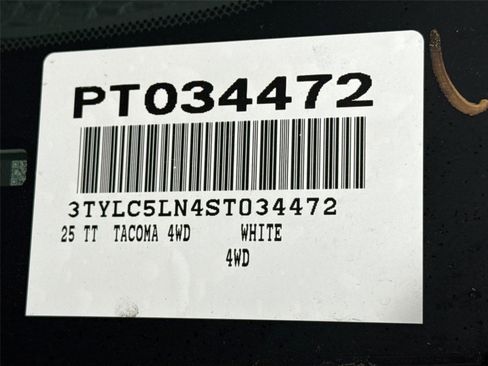 PT034472
3TYLC5LN4ST034472
25 TT TACOMA 4WD WHITE
4WD